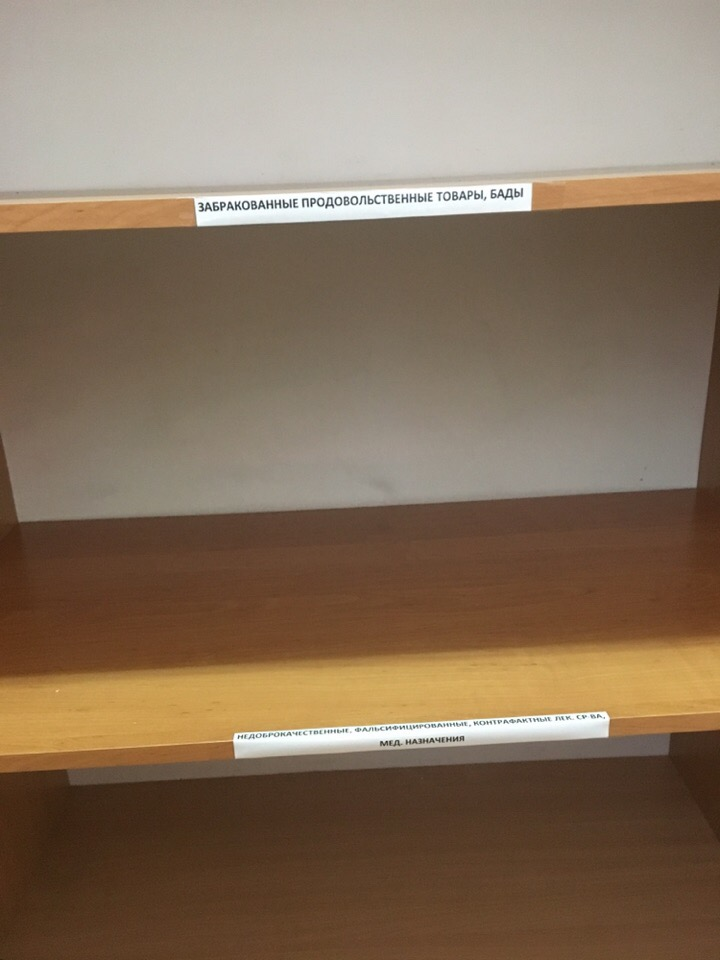 ЗАБРАКОВАННЫЕ ПРОДОВОЛЬСТВЕННЫЕ ТОВАРЫ, БАДЫ
НЕДОБРОКАЧЕСТВЕННЫЕ, ФАЛЬСИФИЦИРОВАННЫЕ, КОНТРАФАКТНЫЕ ЛЕК. СР ВА,
МЕД. НАЗНАЧЕНИЯ